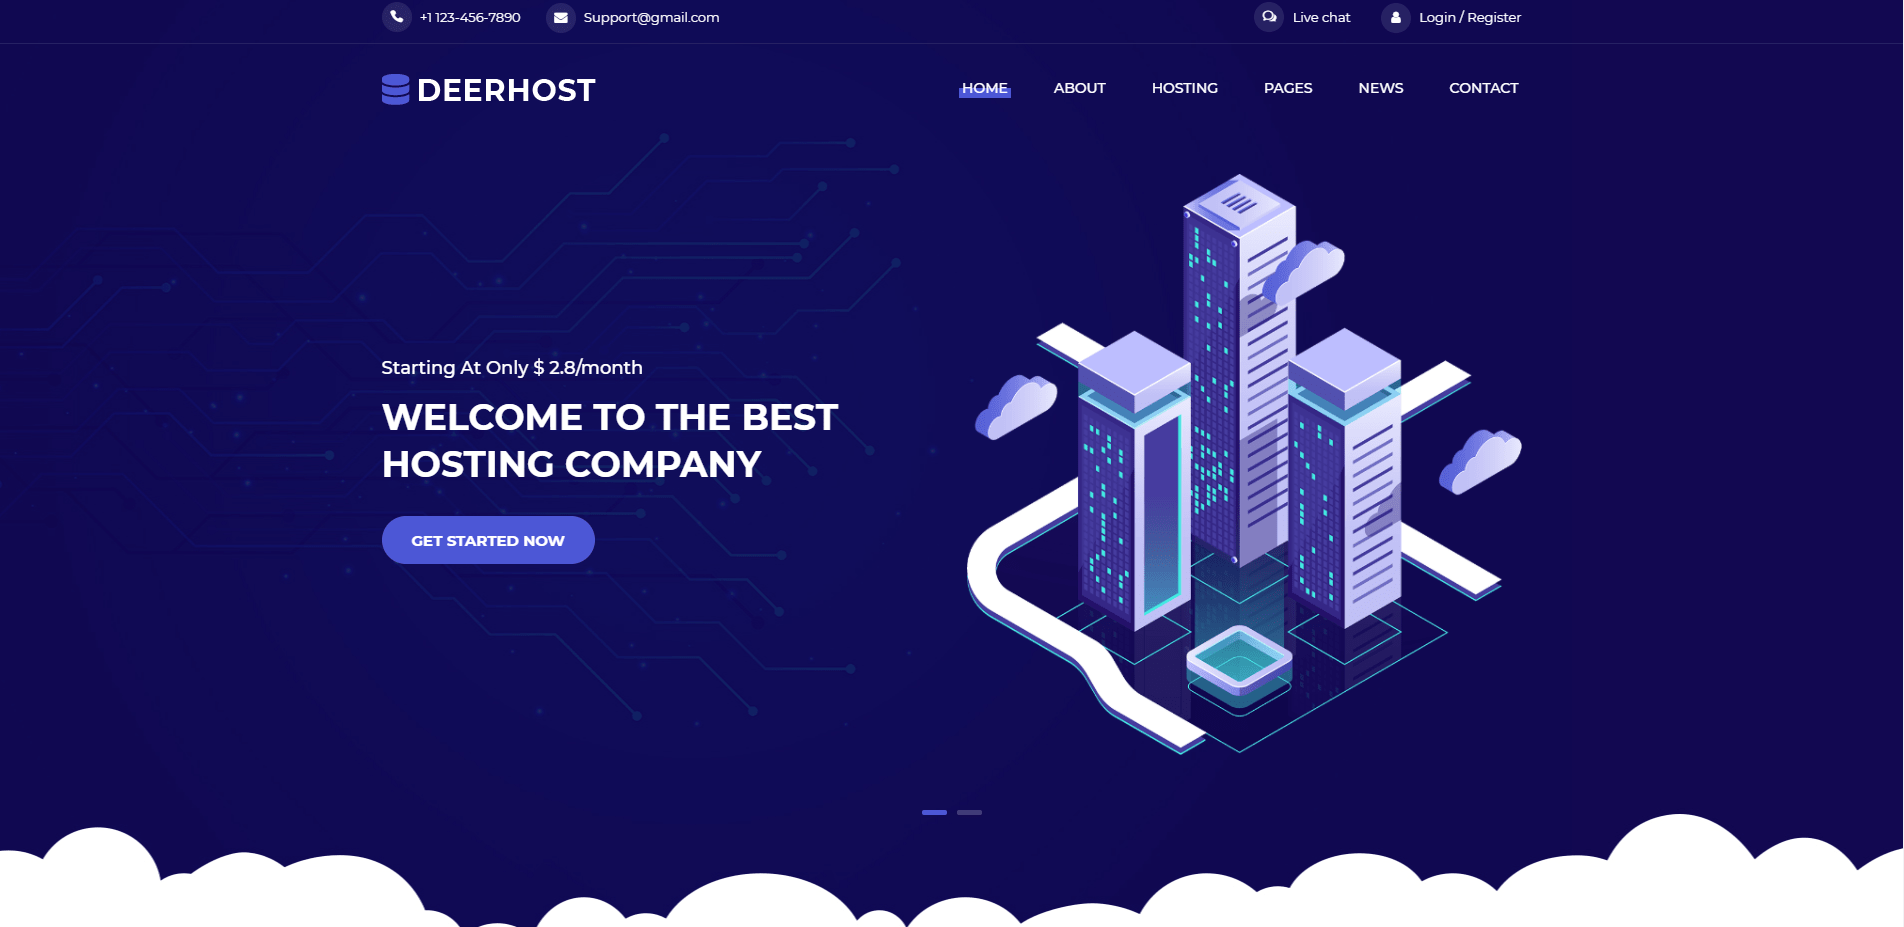 +1 123-456-7890
Support@gmail.com
Live chat
Login / Register
DEERHOST
HOME
ABOUT
HOSTING
PAGES
NEWS
CONTACT
Starting At Only $ 2.8/month
WELCOME TO THE BEST
HOSTING COMPANY
GET STARTED NOW